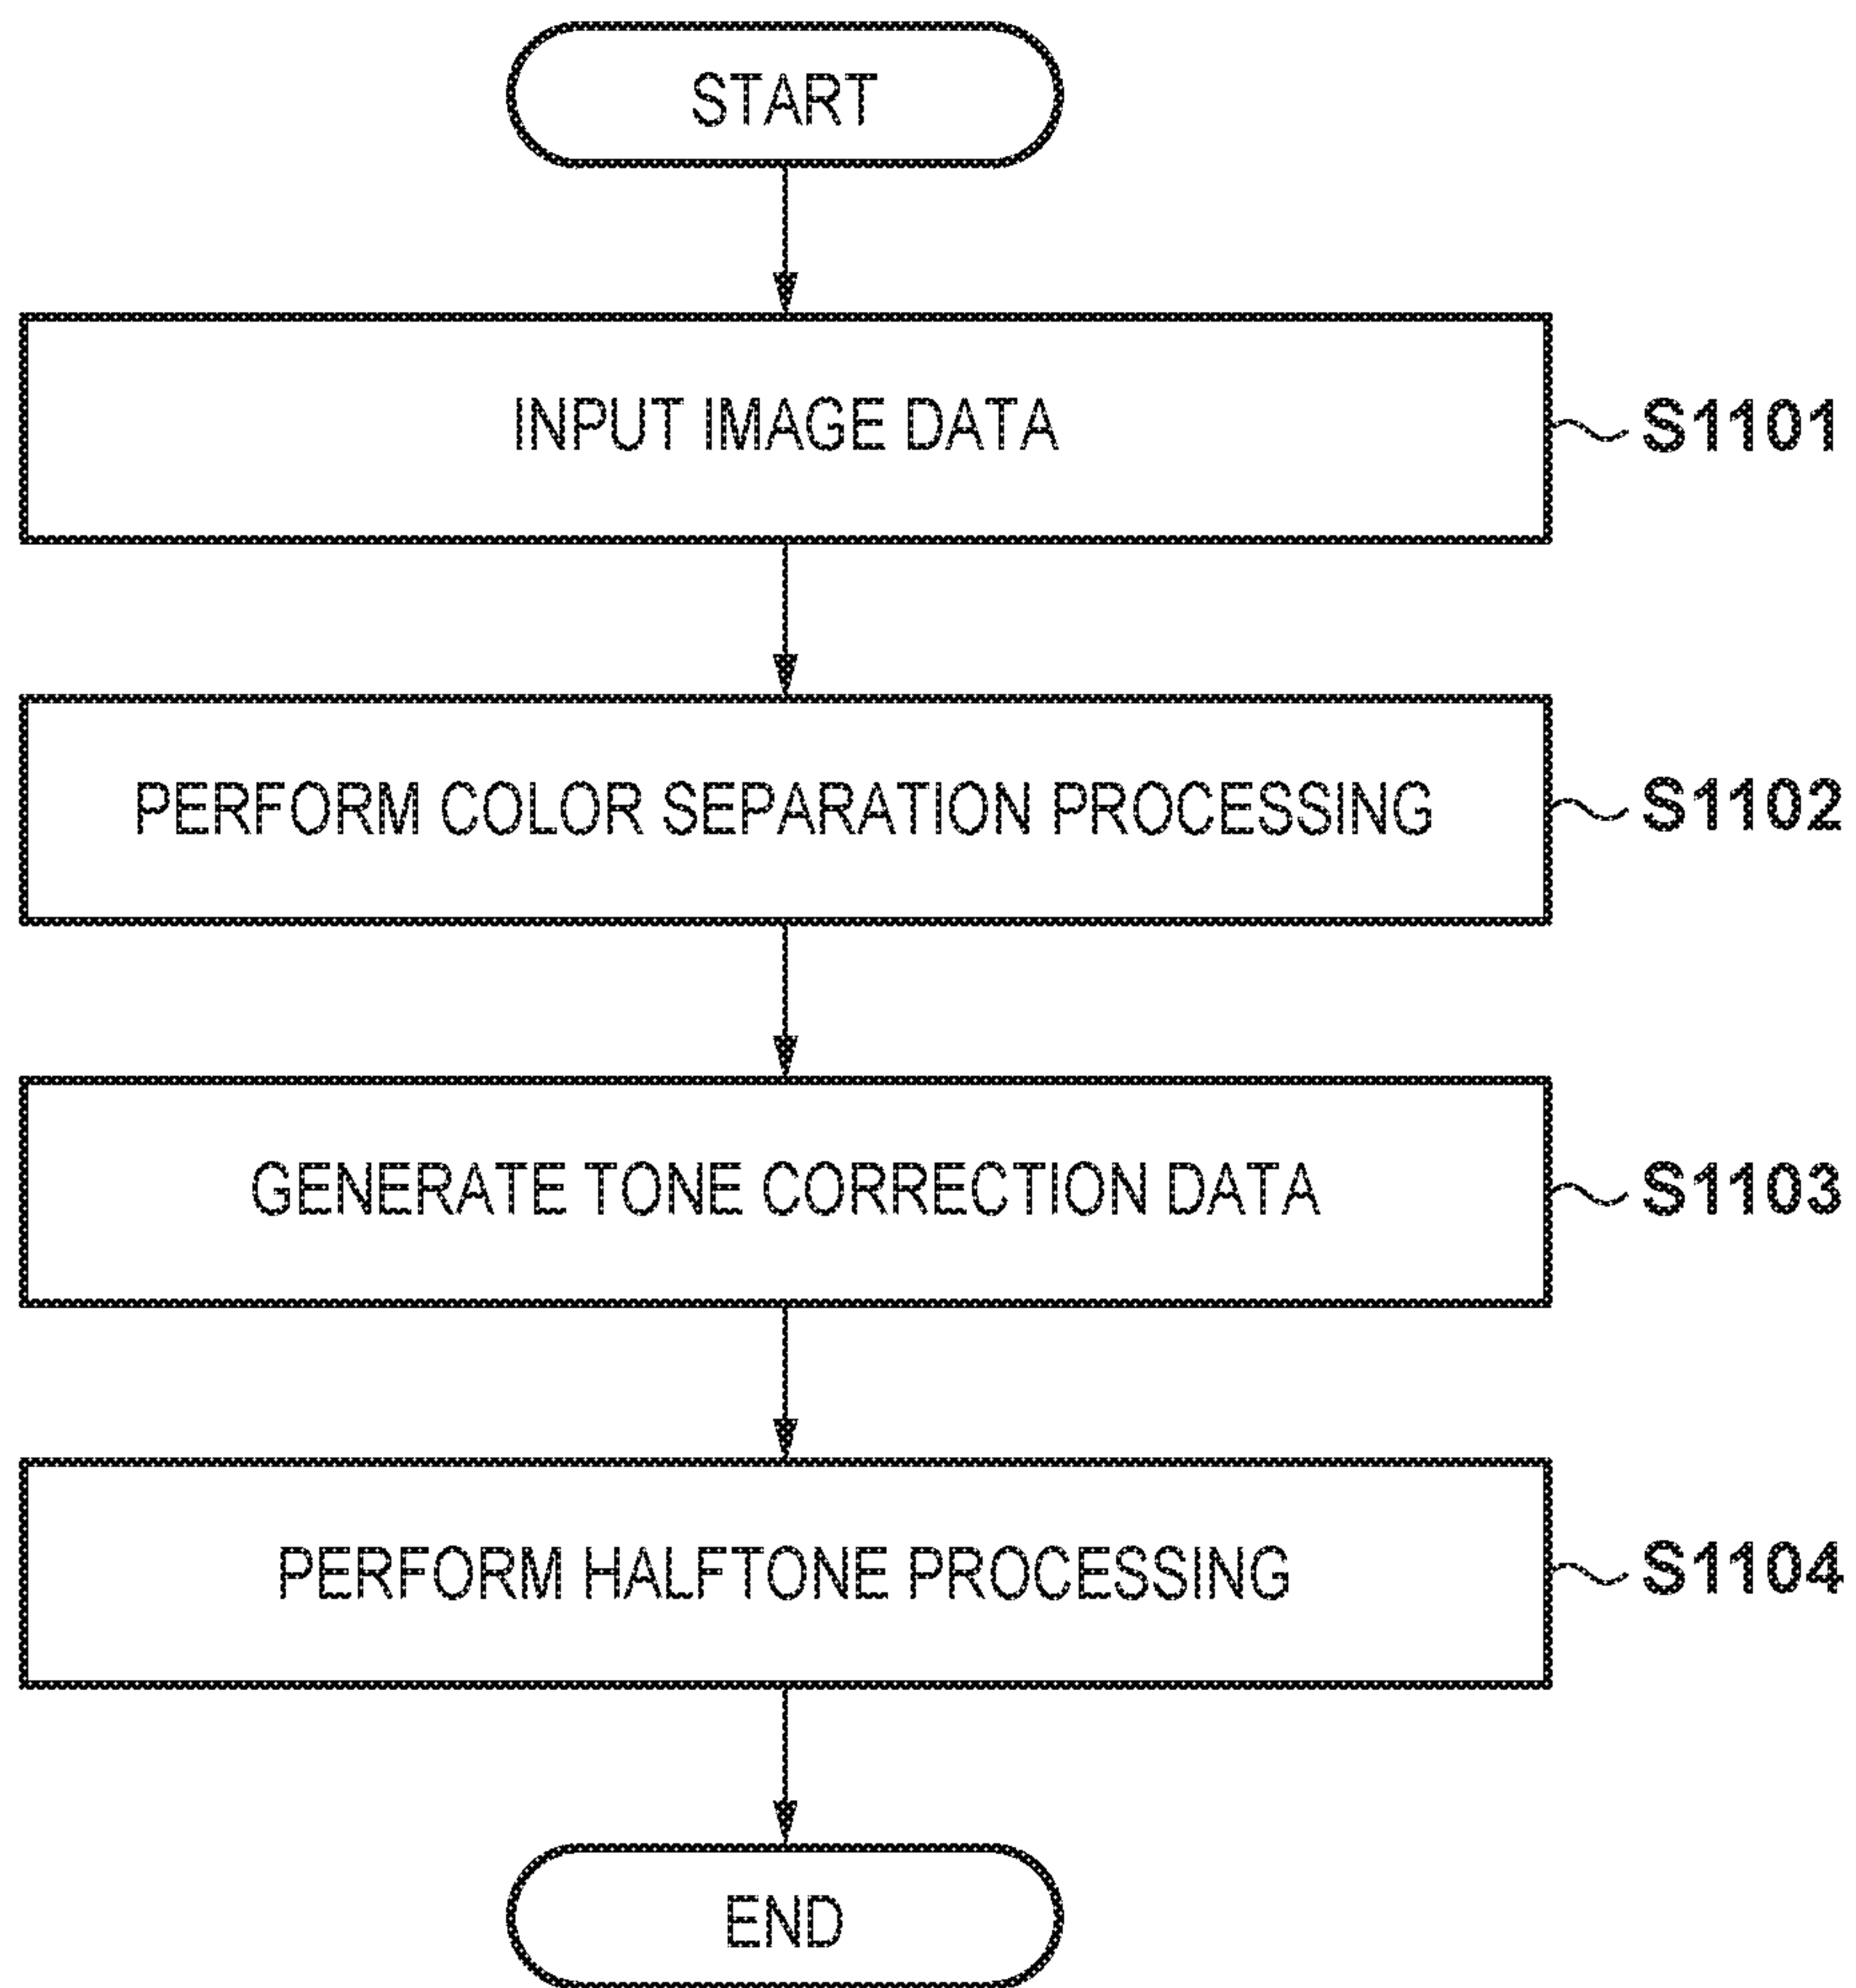 START
INPUT IMAGE DATA
S1101
PERFORM COLOR SEPARATION PROCESSING
S1102
GENERATE TONE CORRECTION DATA
S1103
PERFORM HALFTONE PROCESSING
S1104
END